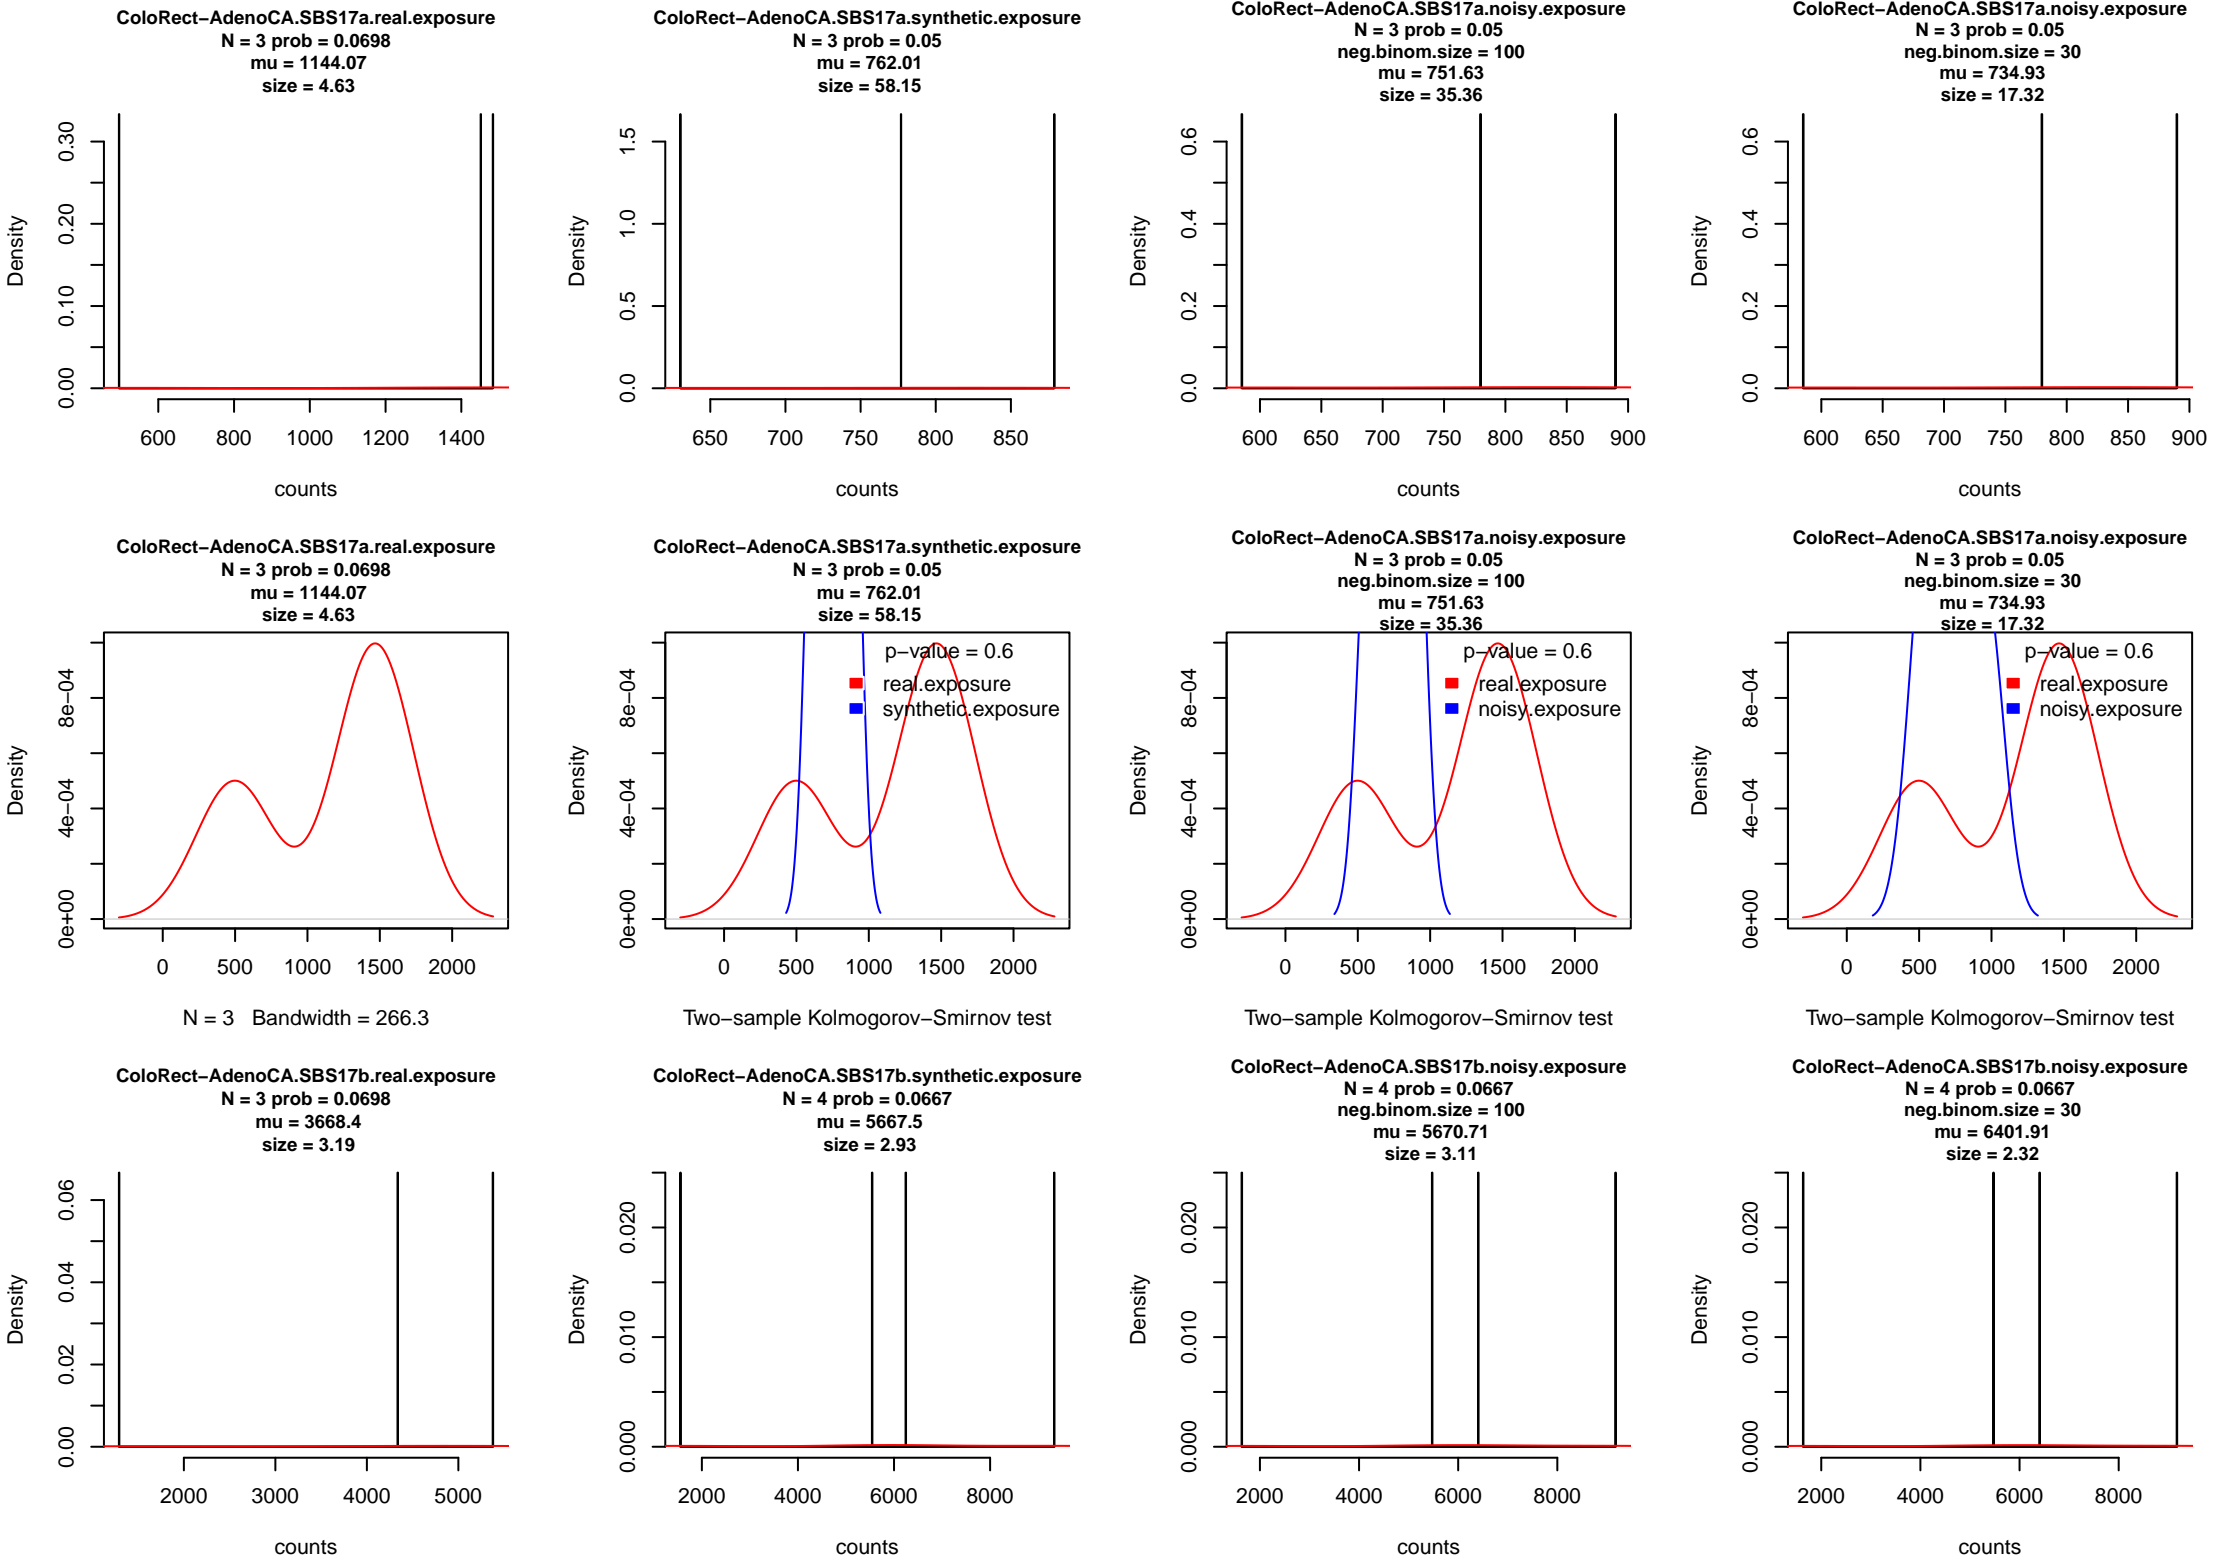 ColoRect−AdenoCA.SBS17a.real.exposure
N = 3 prob = 0.0698
mu = 1144.07
size = 4.63
Density
0.00 0.10 0.20 0.30
600 800 1000 1200 1400
counts
ColoRect−AdenoCA.SBS17a.synthetic.exposure
N = 3 prob = 0.05
mu = 762.01
size = 58.15
Density
0.0 0.5 1.0 1.5
650 700 750 800 850
counts
ColoRect−AdenoCA.SBS17a.noisy.exposure
N = 3 prob = 0.05
neg.binom.size = 100
mu = 751.63
size = 35.36
Density
0.0 0.2 0.4 0.6
600 650 700 750 800 850 900
counts
ColoRect−AdenoCA.SBS17a.noisy.exposure
N = 3 prob = 0.05
neg.binom.size = 30
mu = 734.93
size = 17.32
Density
0.0 0.2 0.4 0.6
600 650 700 750 800 850 900
counts
ColoRect−AdenoCA.SBS17a.real.exposure
N = 3 prob = 0.0698
mu = 1144.07
size = 4.63
Density
0e+00 4e−04 8e−04
0 500 1000 1500 2000
N = 3 Bandwidth = 266.3
ColoRect−AdenoCA.SBS17a.synthetic.exposure
N = 3 prob = 0.05
mu = 762.01
size = 58.15
p−value = 0.6
real.exposure
synthetic.exposure
Density
0e+00 4e−04 8e−04
0 500 1000 1500 2000
Two−sample Kolmogorov−Smirnov test
ColoRect−AdenoCA.SBS17a.noisy.exposure
N = 3 prob = 0.05
neg.binom.size = 100
mu = 751.63
size = 35.36
p−value = 0.6
real.exposure
noisy.exposure
Density
0e+00 4e−04 8e−04
0 500 1000 1500 2000
Two−sample Kolmogorov−Smirnov test
ColoRect−AdenoCA.SBS17a.noisy.exposure
N = 3 prob = 0.05
neg.binom.size = 30
mu = 734.93
size = 17.32
p−value = 0.6
real.exposure
noisy.exposure
Density
0e+00 4e−04 8e−04
0 500 1000 1500 2000
Two−sample Kolmogorov−Smirnov test
ColoRect−AdenoCA.SBS17b.real.exposure
N = 3 prob = 0.0698
mu = 3668.4
size = 3.19
Density
0.00 0.02 0.04 0.06
2000 3000 4000 5000
counts
ColoRect−AdenoCA.SBS17b.synthetic.exposure
N = 4 prob = 0.0667
mu = 5667.5
size = 2.93
Density
0.000 0.010 0.020
2000 4000 6000 8000
counts
ColoRect−AdenoCA.SBS17b.noisy.exposure
N = 4 prob = 0.0667
neg.binom.size = 100
mu = 5670.71
size = 3.11
Density
0.000 0.010 0.020
2000 4000 6000 8000
counts
ColoRect−AdenoCA.SBS17b.noisy.exposure
N = 4 prob = 0.0667
neg.binom.size = 30
mu = 6401.91
size = 2.32
Density
0.000 0.010 0.020
2000 4000 6000 8000
counts